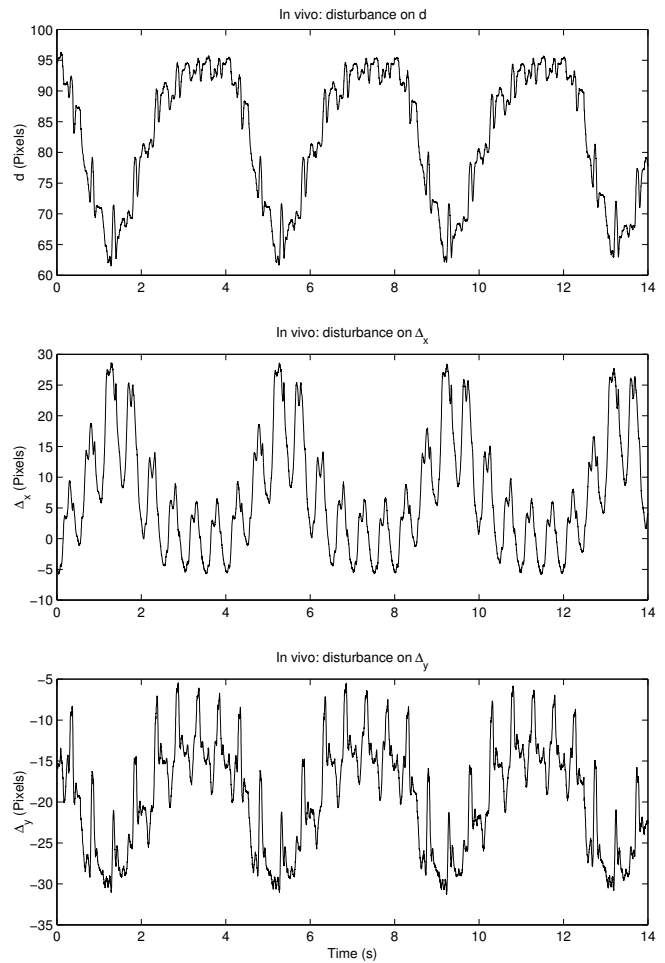 In vivo: disturbance on d
100
95
90
85
80
75
70
65
60
d (Pixels)
0 2 4 6 8 10 12 14
In vivo: disturbance on Δx
30
25
20
15
10
5
0
−5
−10
Δx (Pixels)
0 2 4 6 8 10 12 14
In vivo: disturbance on Δy
−5
−10
−15
−20
−25
−30
−35
Δy (Pixels)
0 2 4 6 8 10 12 14
Time (s)